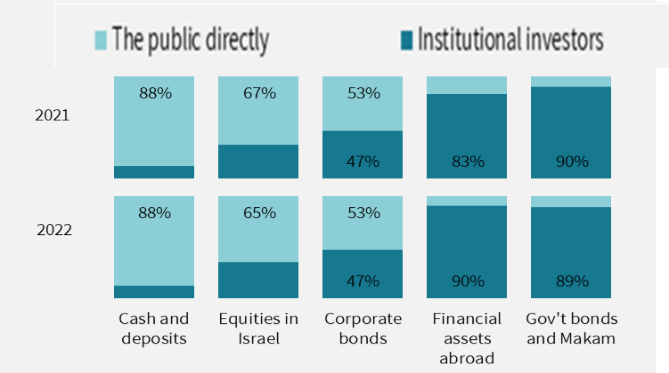 The public directly
Institutional investors
2021
88%
67%
53%
47%
83%
90%
2022
88%
65%
53%
47%
90%
89%
Cash and
deposits
Equities in
Israel
Corporate
bonds
Financial
assets
abroad
Gov't bonds
and Makam